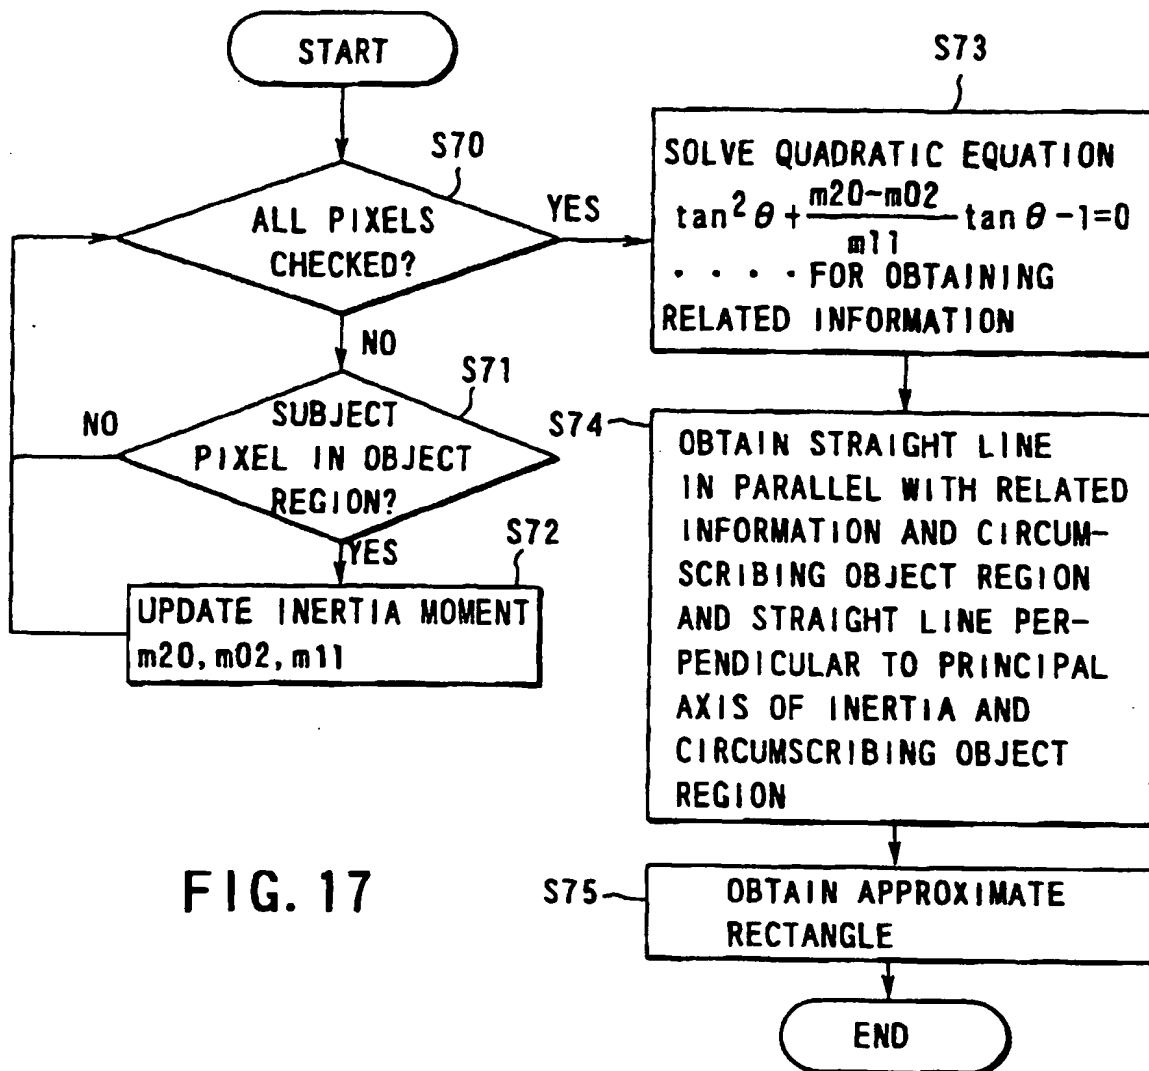 START
S70
ALL PIXELS
CHECKED?
YES
NO
S71
SUBJECT
PIXEL IN OBJECT
REGION?
NO
YES
S72
UPDATE INERTIA MOMENT
m20, m02, m11
S73
SOLVE QUADRATIC EQUATION
tan²θ + (m20~m02)/m11 tanθ -1=0
・・・・FOR OBTAINING
RELATED INFORMATION
S74
OBTAIN STRAIGHT LINE
IN PARALLEL WITH RELATED
INFORMATION AND CIRCUM-
SCRIBING OBJECT REGION
AND STRAIGHT LINE PER-
PENDICULAR TO PRINCIPAL
AXIS OF INERTIA AND
CIRCUMSCRIBING OBJECT
REGION
S75
OBTAIN APPROXIMATE
RECTANGLE
END
FIG. 17